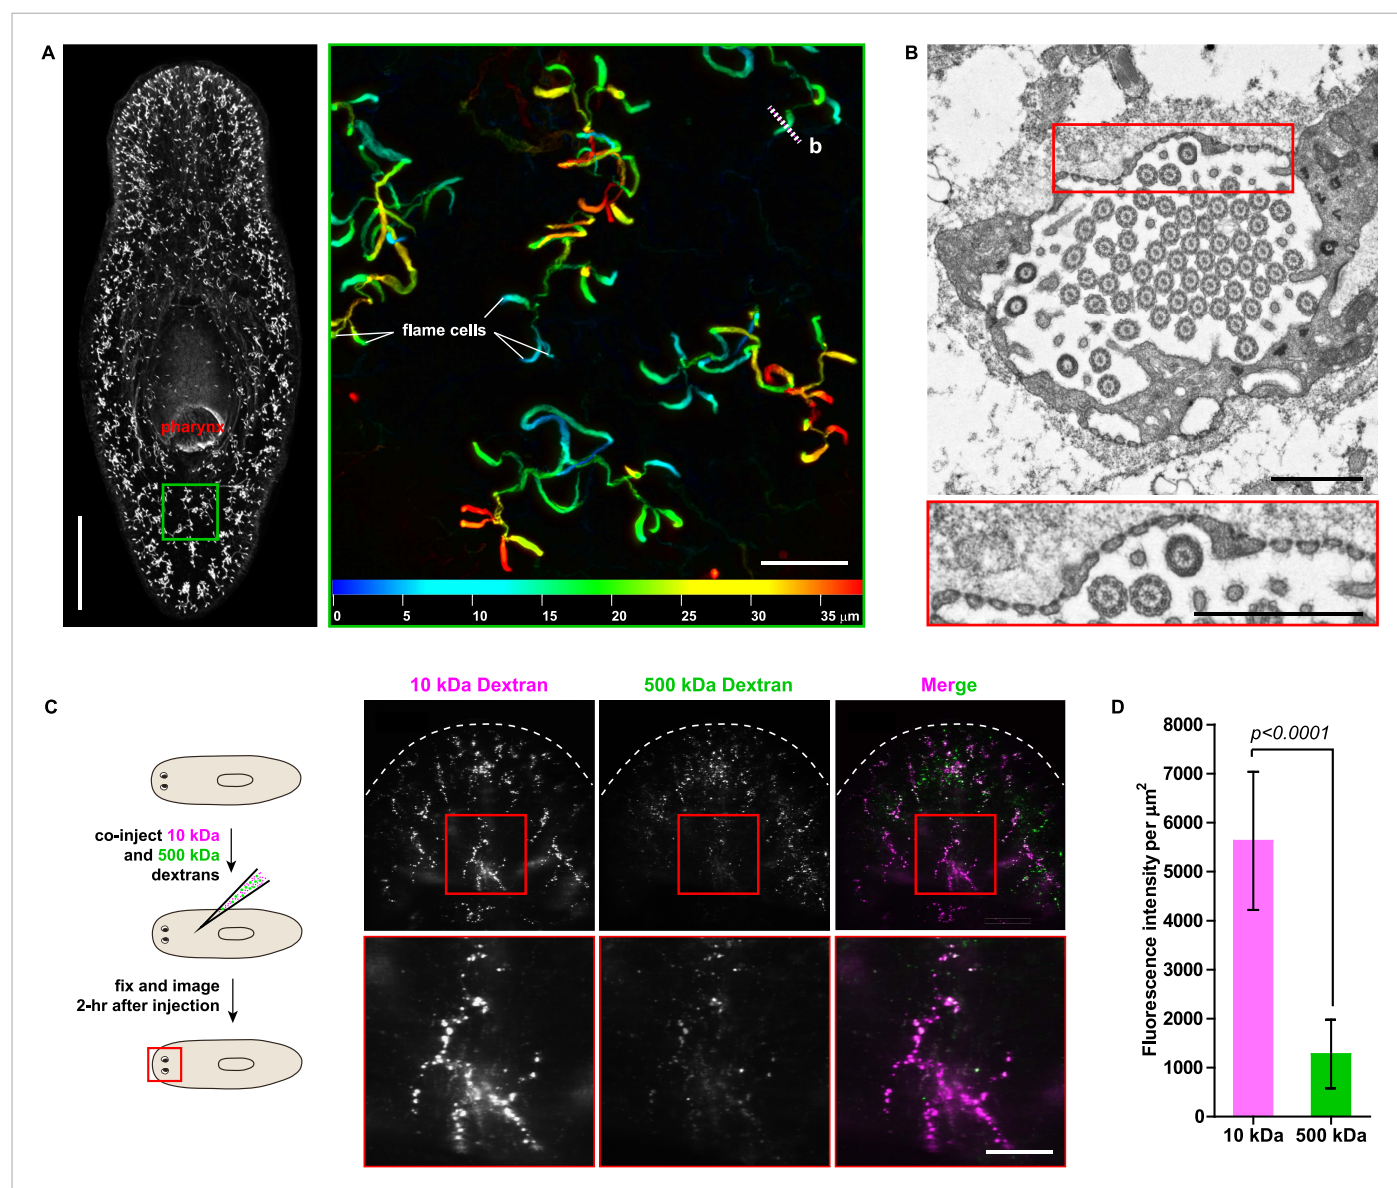 A
pharynx
flame cells
b
0 5 10 15 20 25 30 35 μm
B
C
co-inject 10 kDa
and 500 kDa
dextrans
fix and image
2-hr after injection
10 kDa Dextran
500 kDa Dextran
Merge
D
p<0.0001
Fluorescence intensity per μm²
8000
7000
6000
5000
4000
3000
2000
1000
0
10 kDa 500 kDa